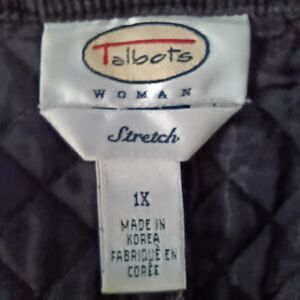 Talbots
WOMAN
Stretch
1X
MADE IN
KOREA
FABRIQUÉ EN
CORÉE